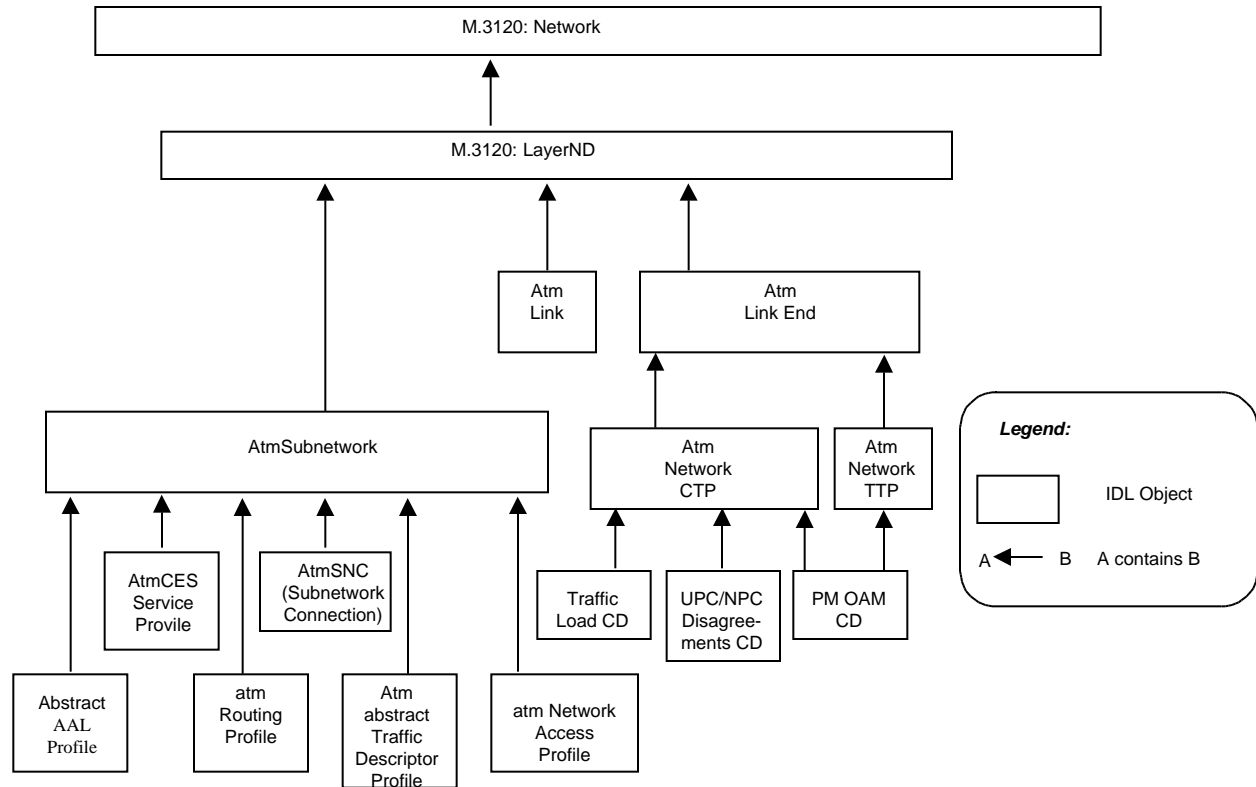 M.3120: Network
M.3120: LayerND
Atm
Link
Atm
Link End
AtmSubnetwork
Atm
Network
CTP
Atm
Network
TTP
Legend:
IDL Object
A
B
A contains B
AtmCES
Service
Provile
AtmSNC
(Subnetwork
Connection)
Traffic
Load CD
UPC/NPC
Disagree-
ments CD
PM OAM
CD
Abstract
AAL
Profile
atm
Routing
Profile
Atm
abstract
Traffic
Descriptor
Profile
atm Network
Access
Profile